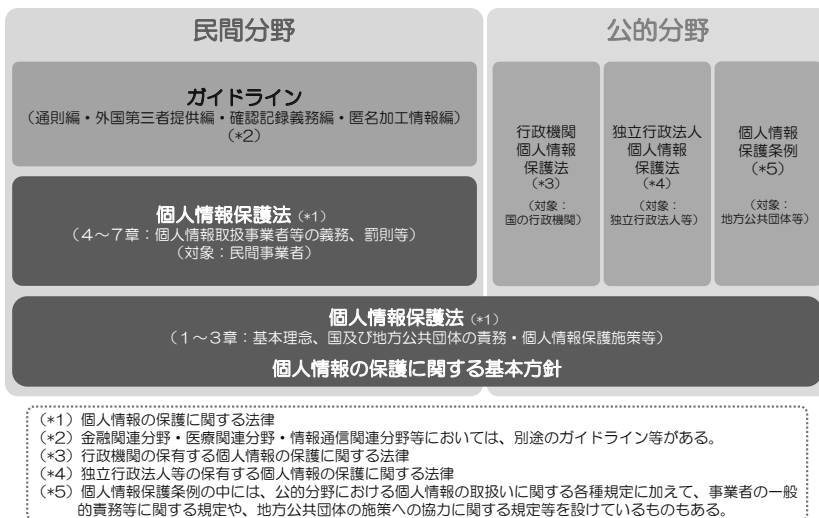 民間分野
公的分野
ガイドライン
（通則編・外国第三者提供編・確認記録義務編・匿名加工情報編）
（*2）
個人情報保護法（*1）
（4～7章：個人情報取扱事業者等の義務、罰則等）
（対象：民間事業者）
行政機関
個人情報
保護法
（*3）
（対象：
国の行政機関）
独立行政法人
個人情報
保護法
（*4）
（対象：
独立行政法人等）
個人情報
保護条例
（*5）
（対象：
地方公共団体等）
個人情報保護法（*1）
（1～3章：基本理念、国及び地方公共団体の責務・個人情報保護施策等）
個人情報の保護に関する基本方針
（*1）個人情報の保護に関する法律
（*2）金融関連分野・医療関連分野・情報通信関連分野等においては、別途のガイドライン等がある。
（*3）行政機関の保有する個人情報の保護に関する法律
（*4）独立行政法人等の保有する個人情報の保護に関する法律
（*5）個人情報保護条例の中には、公的分野における個人情報の取扱いに関する各種規定に加えて、事業者の一般
的責務等に関する規定や、地方公共団体の施策への協力に関する規定等を設けているものもある。